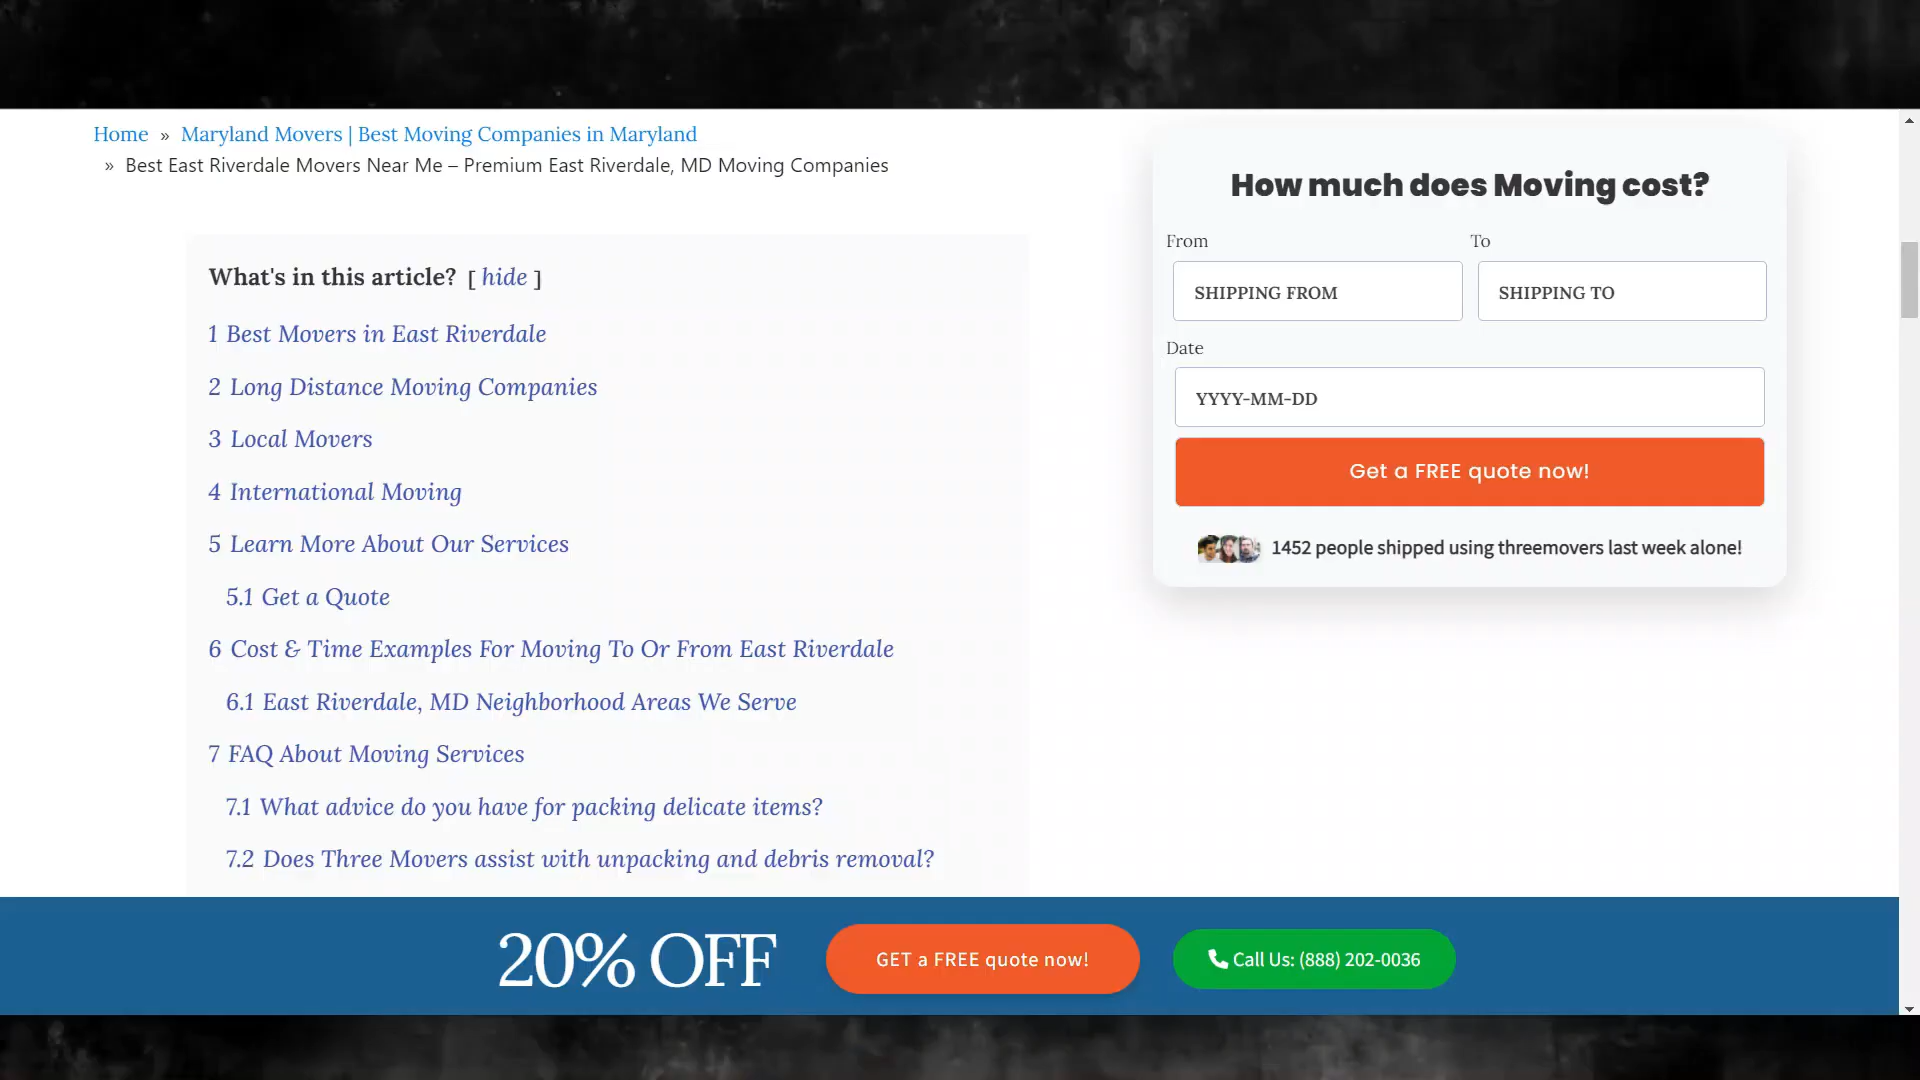 Home » Maryland Movers | Best Moving Companies in Maryland
» Best East Riverdale Movers Near Me – Premium East Riverdale, MD Moving Companies
What's in this article? [ hide ]
1 Best Movers in East Riverdale
2 Long Distance Moving Companies
3 Local Movers
4 International Moving
5 Learn More About Our Services
5.1 Get a Quote
6 Cost & Time Examples For Moving To Or From East Riverdale
6.1 East Riverdale, MD Neighborhood Areas We Serve
7 FAQ About Moving Services
7.1 What advice do you have for packing delicate items?
7.2 Does Three Movers assist with unpacking and debris removal?
How much does Moving cost?
From To
SHIPPING FROM SHIPPING TO
Date
YYYY-MM-DD
Get a FREE quote now!
1452 people shipped using threemovers last week alone!
20% OFF GET a FREE quote now! Call Us: (888) 202-0036